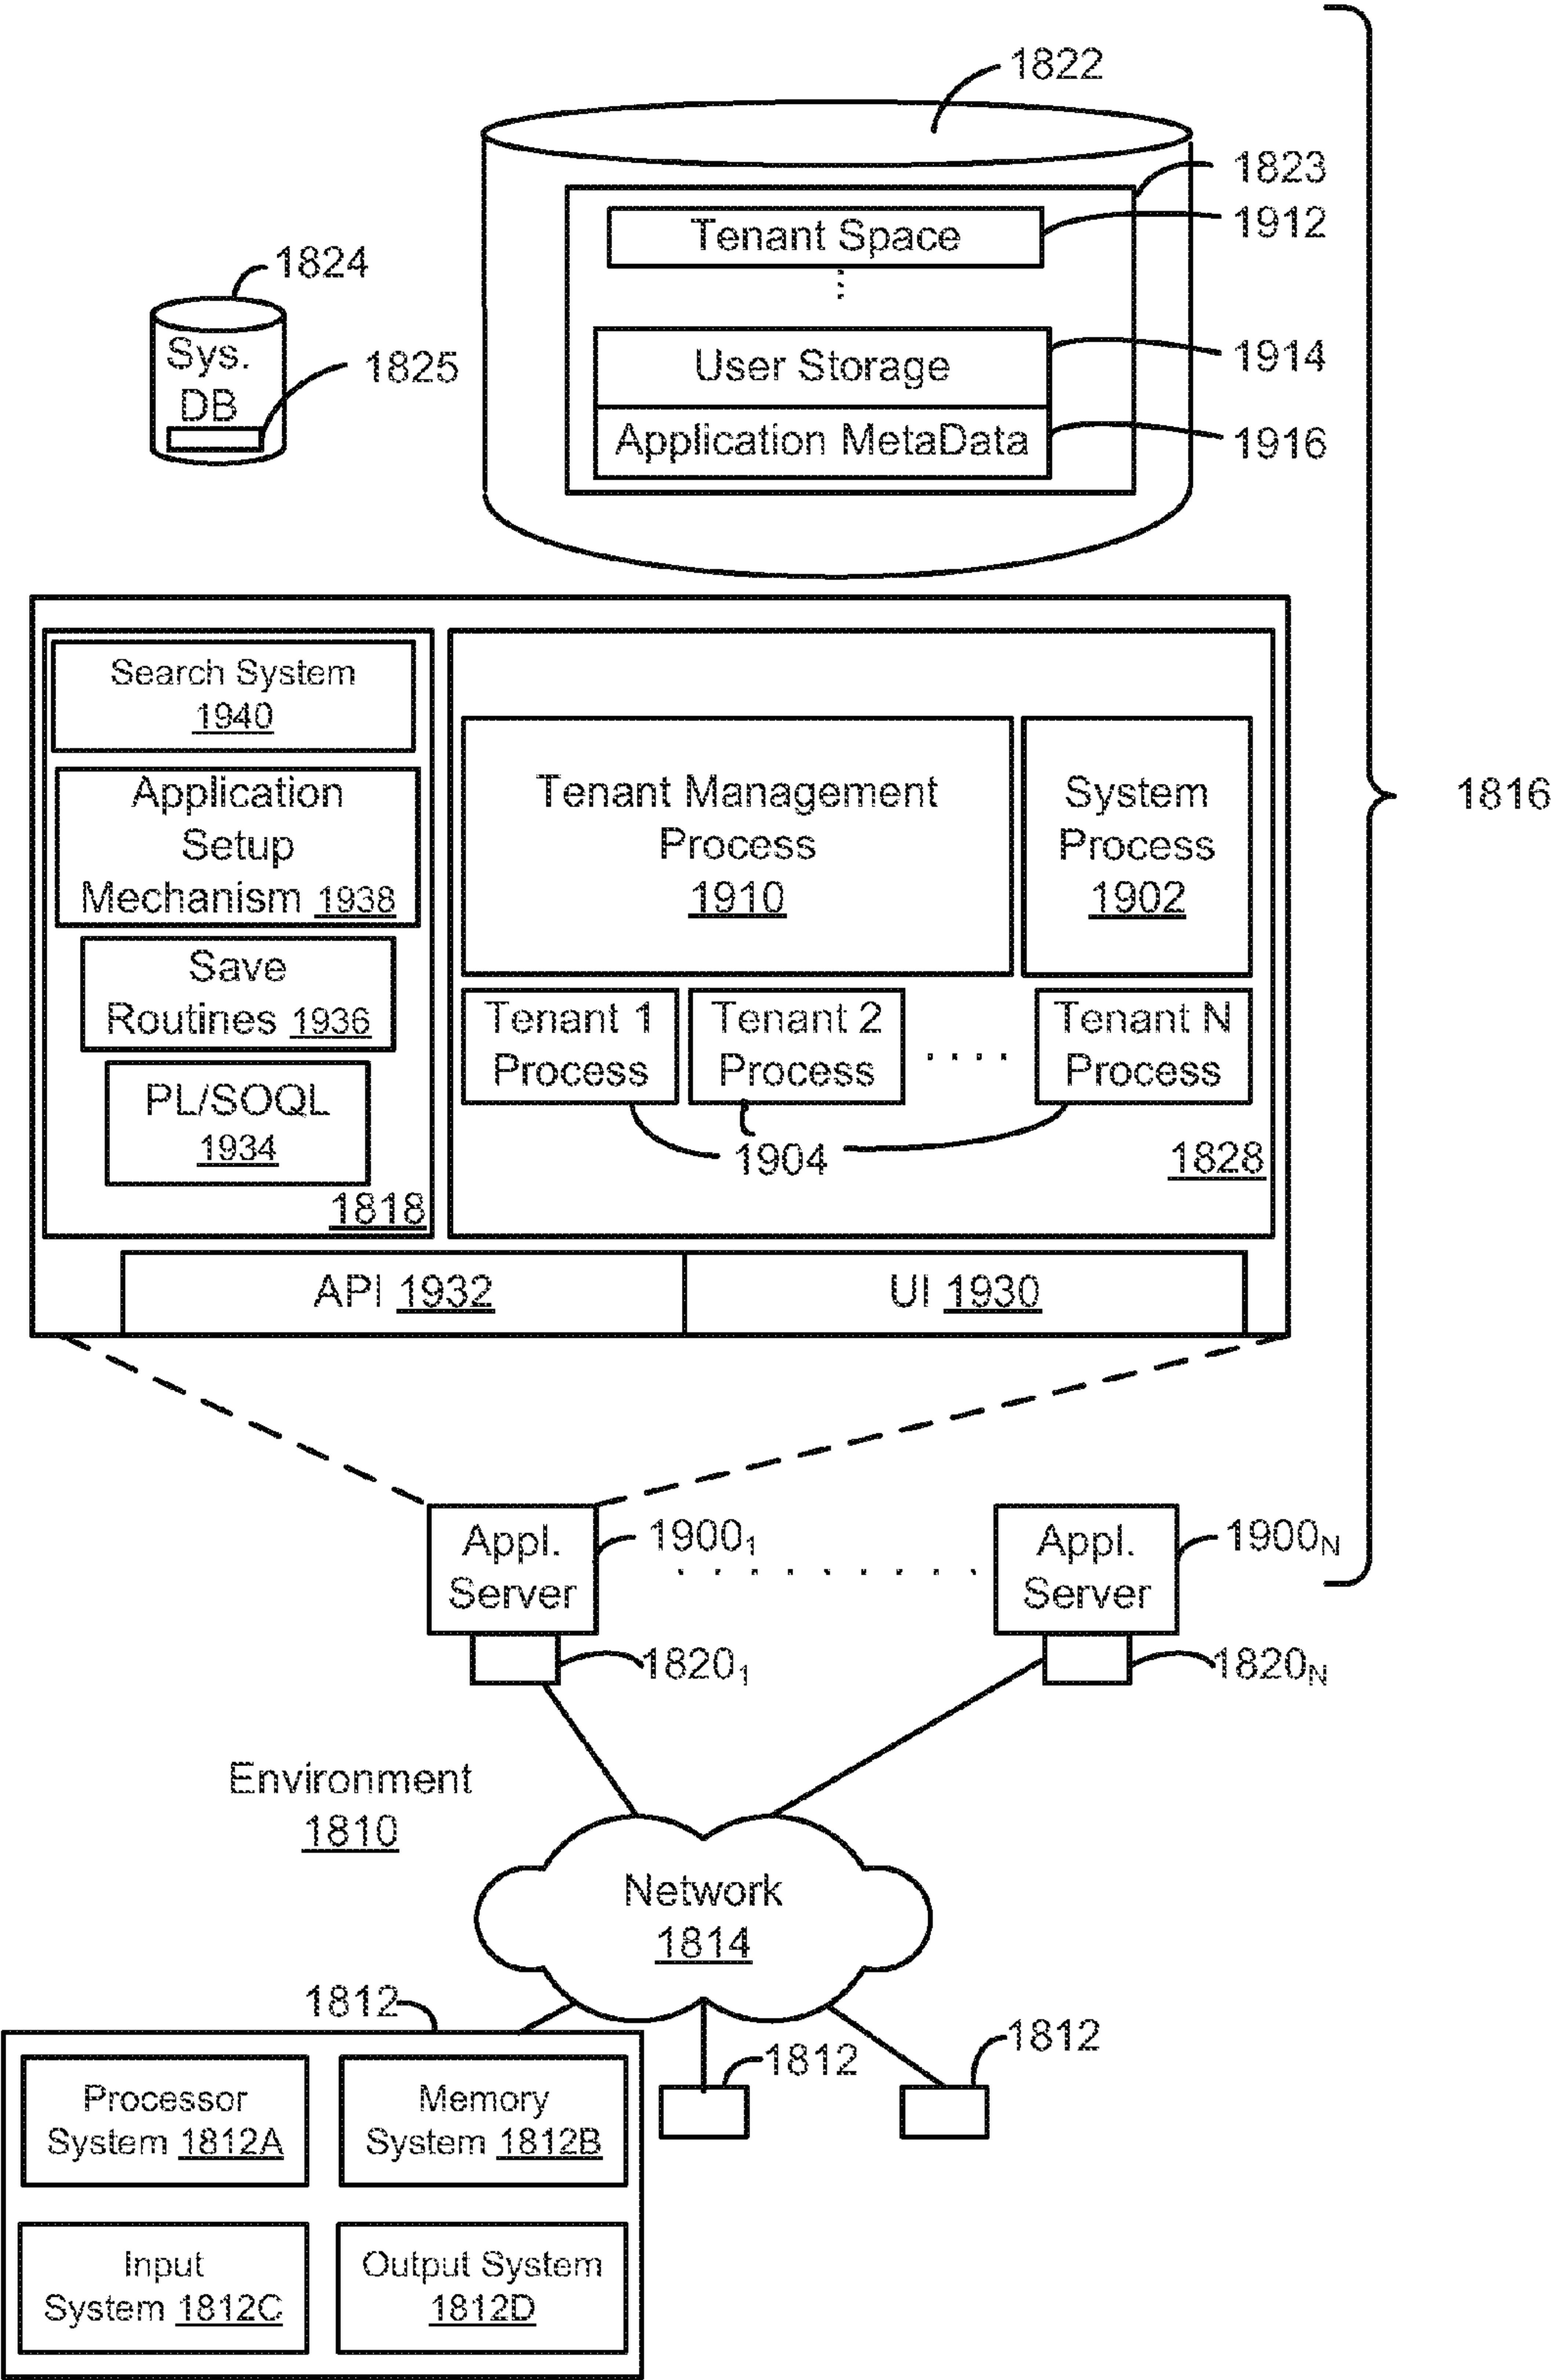 1822
1823
Tenant Space
1912
1824
Sys.
DB
1825
User Storage
1914
Application MetaData
1916
Search System
1940
Application
Setup
Mechanism 1938
Save
Routines 1936
PL/SOQL
1934
1818
Tenant Management
Process
1910
System
Process
1902
Tenant 1
Process
Tenant 2
Process
Tenant N
Process
1904
1828
1816
API 1932
UI 1930
Appl.
Server
1900₁
Appl.
Server
1900N
1820₁
1820N
Environment
1810
Network
1814
1812
1812
1812
Processor
System 1812A
Memory
System 1812B
Input
System 1812C
Output System
1812D